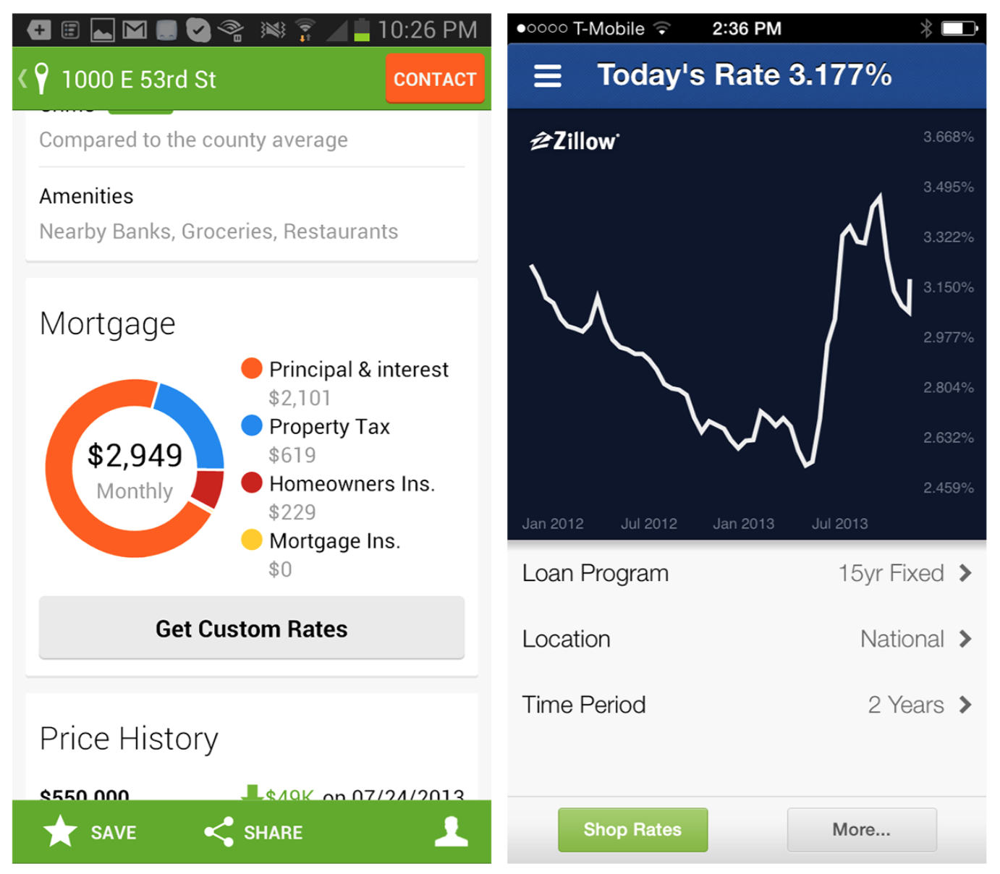 10:26 PM
1000 E 53rd St
CONTACT
Compared to the county average
Amenities
Nearby Banks, Groceries, Restaurants
Mortgage
$2,949
Monthly
Principal & interest
$2,101
Property Tax
$619
Homeowners Ins.
$229
Mortgage Ins.
$0
Get Custom Rates
Price History
$550,000 $49K on 07/24/2013
SAVE SHARE
T-Mobile 2:36 PM
Today's Rate 3.177%
Zillow
3.668%
3.495%
3.322%
3.150%
2.977%
2.804%
2.632%
2.459%
Jan 2012 Jul 2012 Jan 2013 Jul 2013
Loan Program 15yr Fixed
Location National
Time Period 2 Years
Shop Rates More...